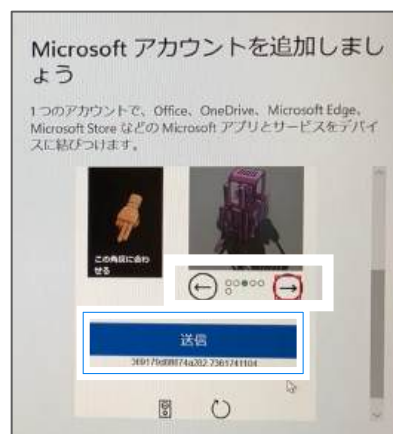 Microsoft アカウントを追加しまし
ょう
1 つのアカウントで、Office、OneDrive、Microsoft Edge、
Microsoft Store などの Microsoft アプリとサービスをデバイ
スに結びつけます。
この角度に合わ
せる
送信